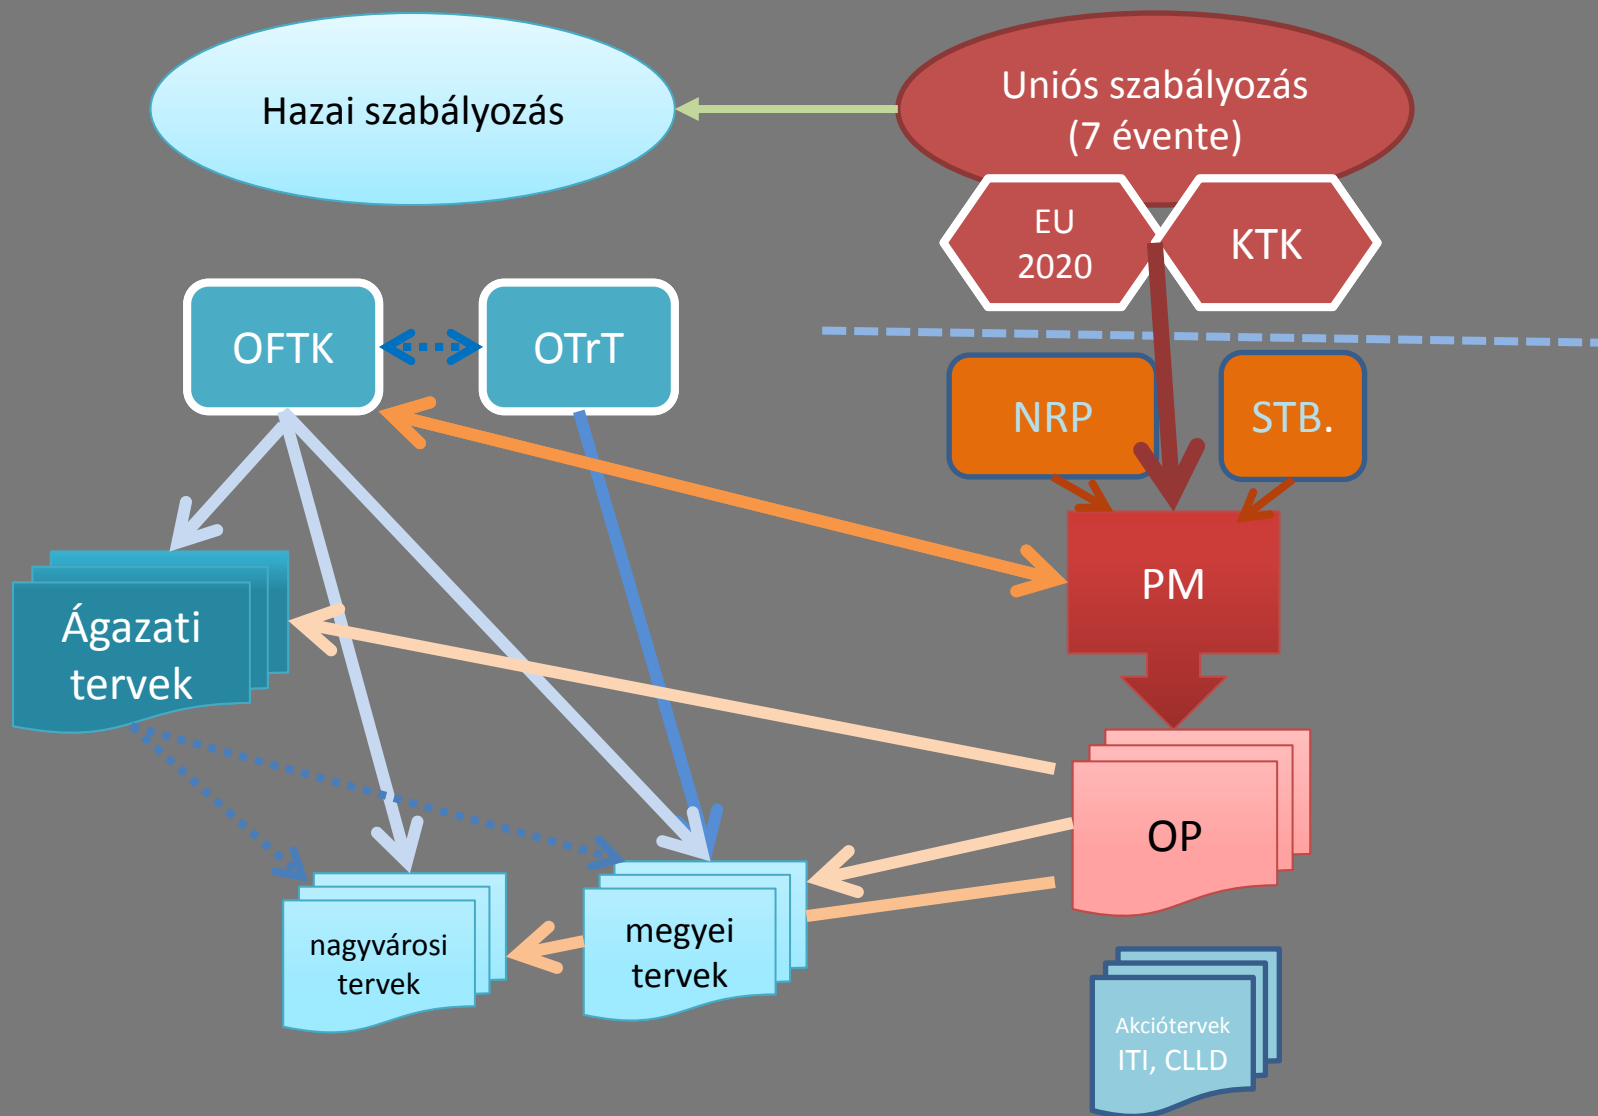 Hazai szabályozás
Uniós szabályozás
(7 évente)
EU
2020
KTK
OFTK
OTrT
NRP
STB.
PM
Ágazati
tervek
OP
nagyvárosi
tervek
megyei
tervek
Akciótervek
ITI, CLLD